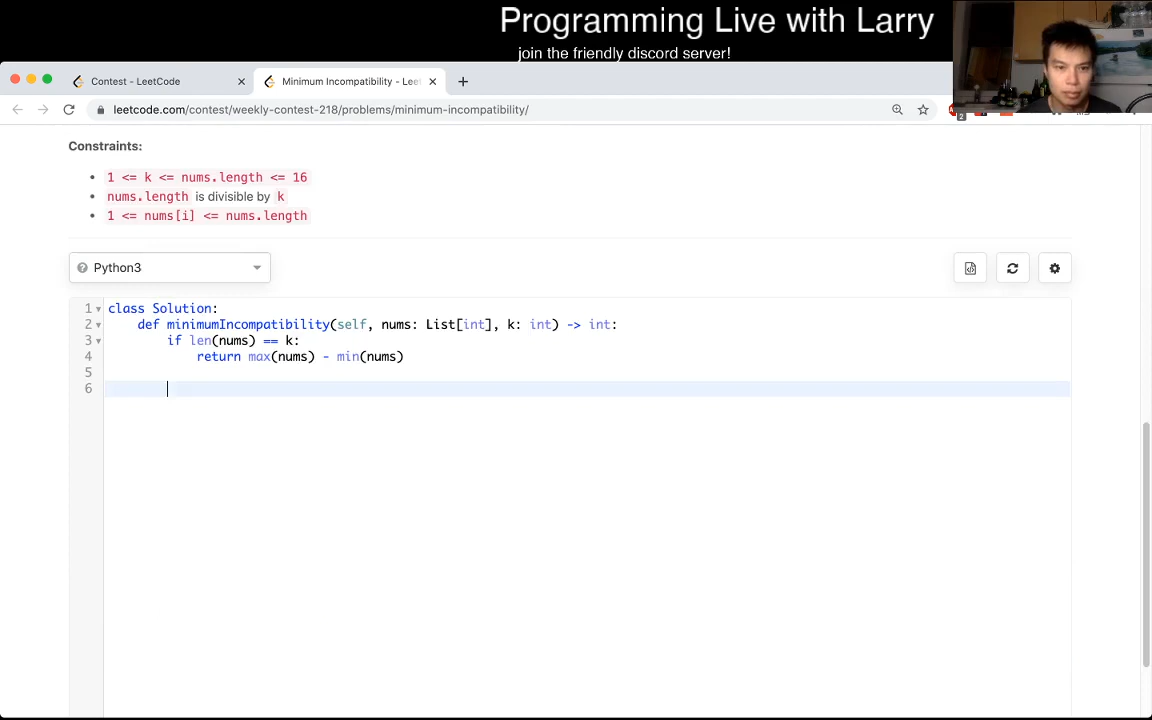 Programming Live with Larry
join the friendly discord server!
Contest - LeetCode
Minimum Incompatibility - Leet
leetcode.com/contest/weekly-contest-218/problems/minimum-incompatibility/
2
Constraints:
1 <= k <= nums.length <= 16
nums.length is divisible by k
1 <= nums[i] <= nums.length
Python3
1 class Solution:
2 def minimumIncompatibility(self, nums: List[int], k: int) -> int:
3 if len(nums) == k:
4 return max(nums) - min(nums)
5
6